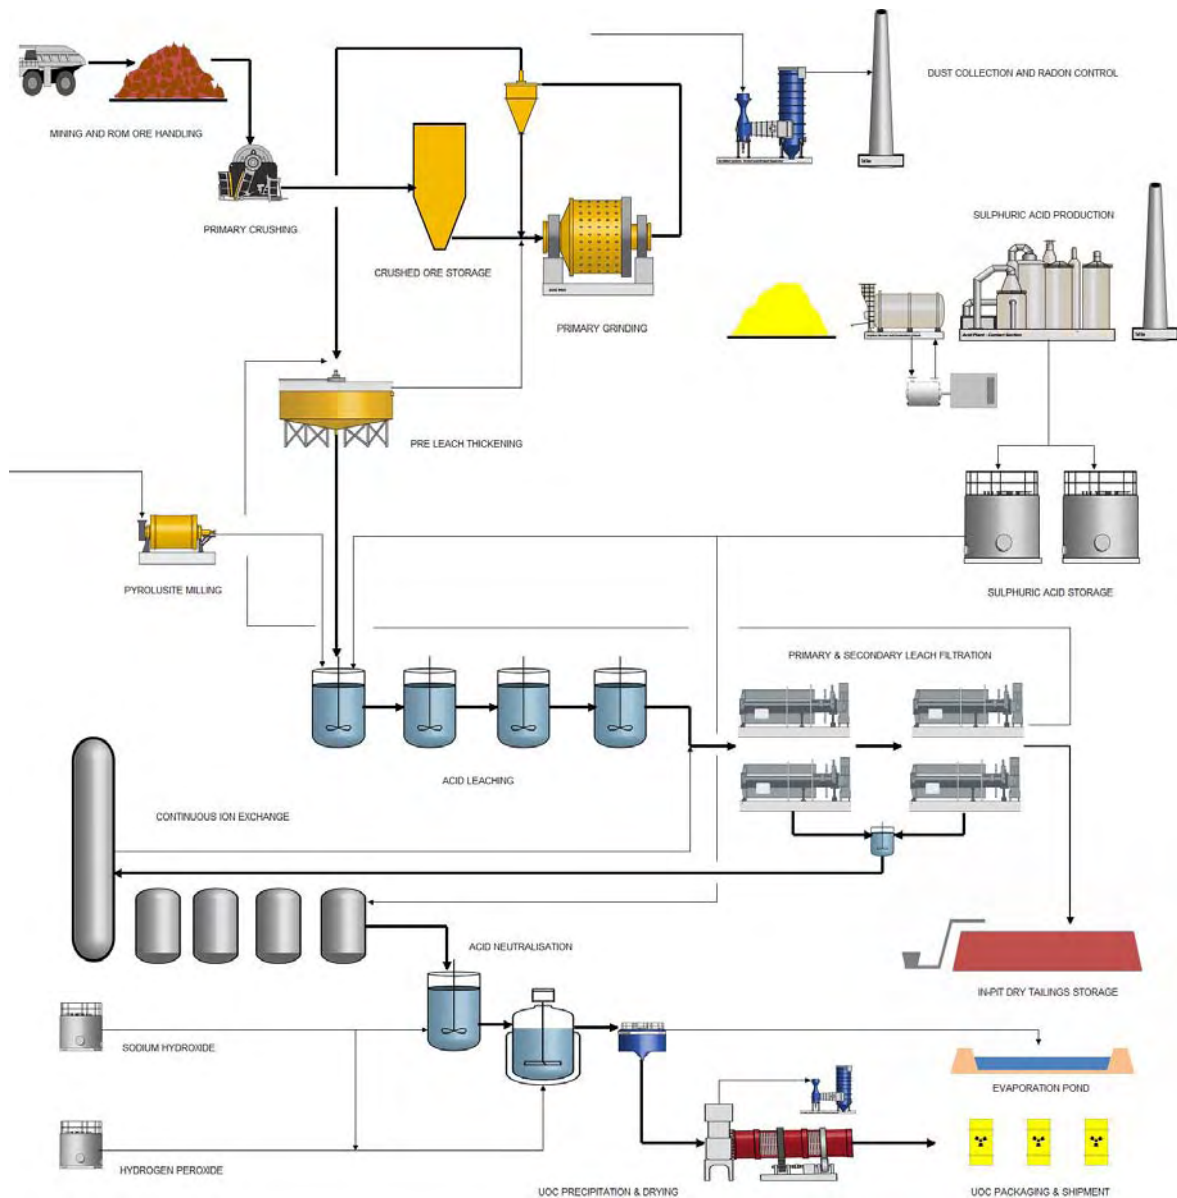 DUST COLLECTION AND RADON CONTROL
MINING AND ROM ORE HANDLING
SULPHURIC ACID PRODUCTION
PRIMARY CRUSHING
CRUSHED ORE STORAGE
PRIMARY GRINDING
PRE LEACH THICKENING
PYROLUSITE MILLING
SULPHURIC ACID STORAGE
PRIMARY & SECONDARY LEACH FILTRATION
ACID LEACHING
CONTINUOUS ION EXCHANGE
ACID NEUTRALISATION
IN-PIT DRY TAILINGS STORAGE
SODIUM HYDROXIDE
EVAPORATION POND
HYDROGEN PEROXIDE
UOC PRECIPITATION & DRYING
UOC PACKAGING & SHIPMENT